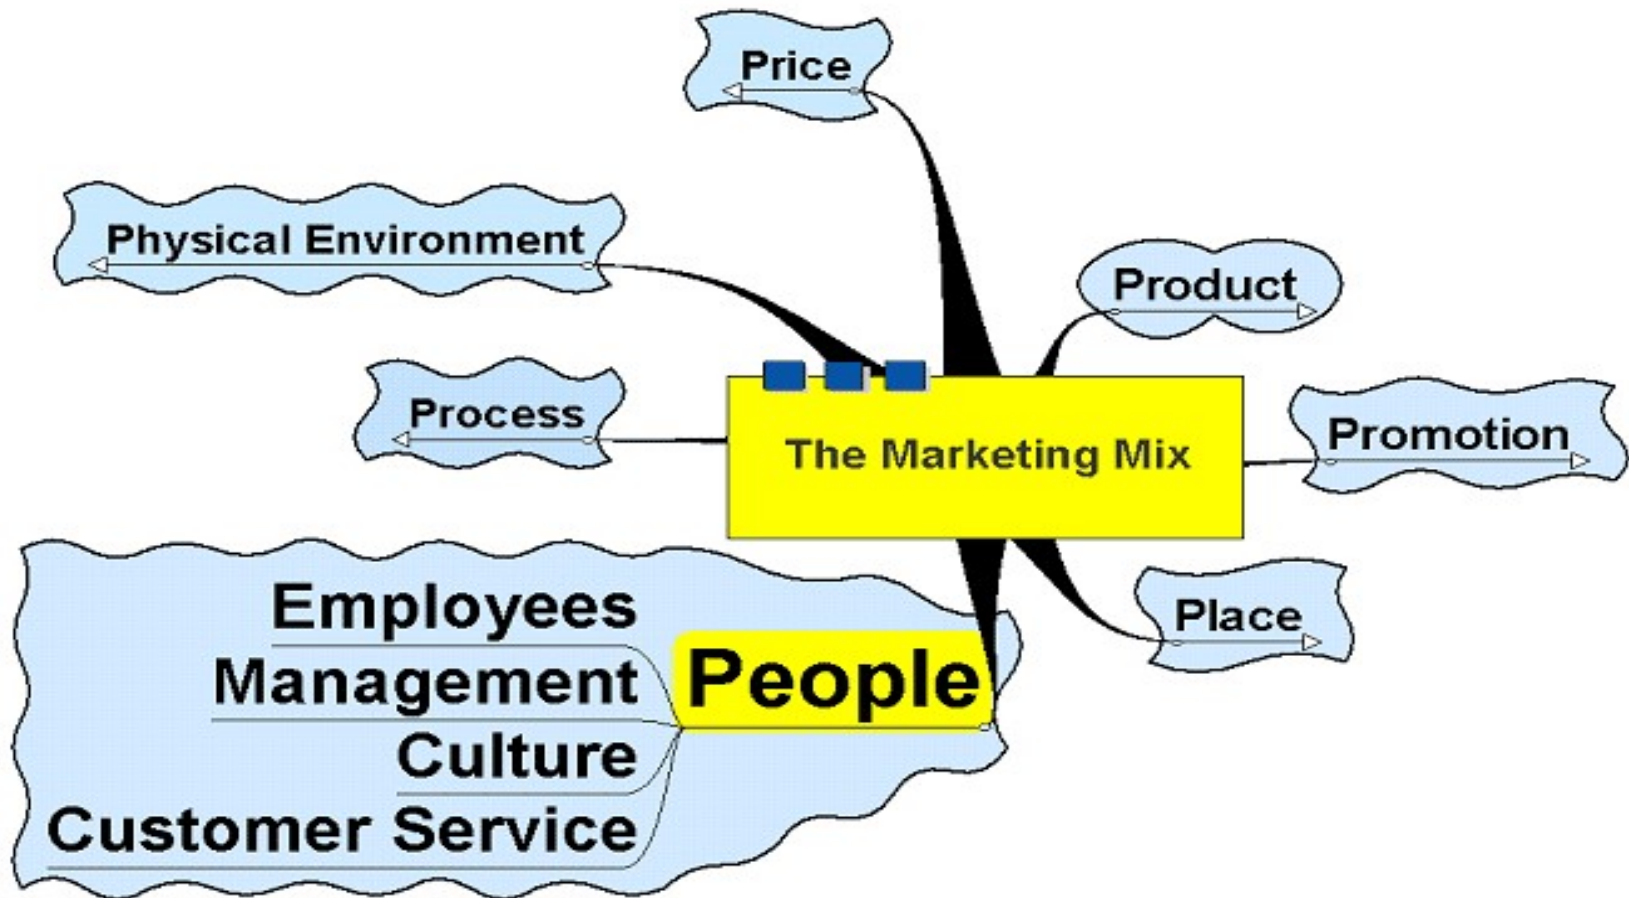 Price
Physical Environment
Product
Process
The Marketing Mix
Promotion
Employees
Management
Culture
Customer Service
People
Place